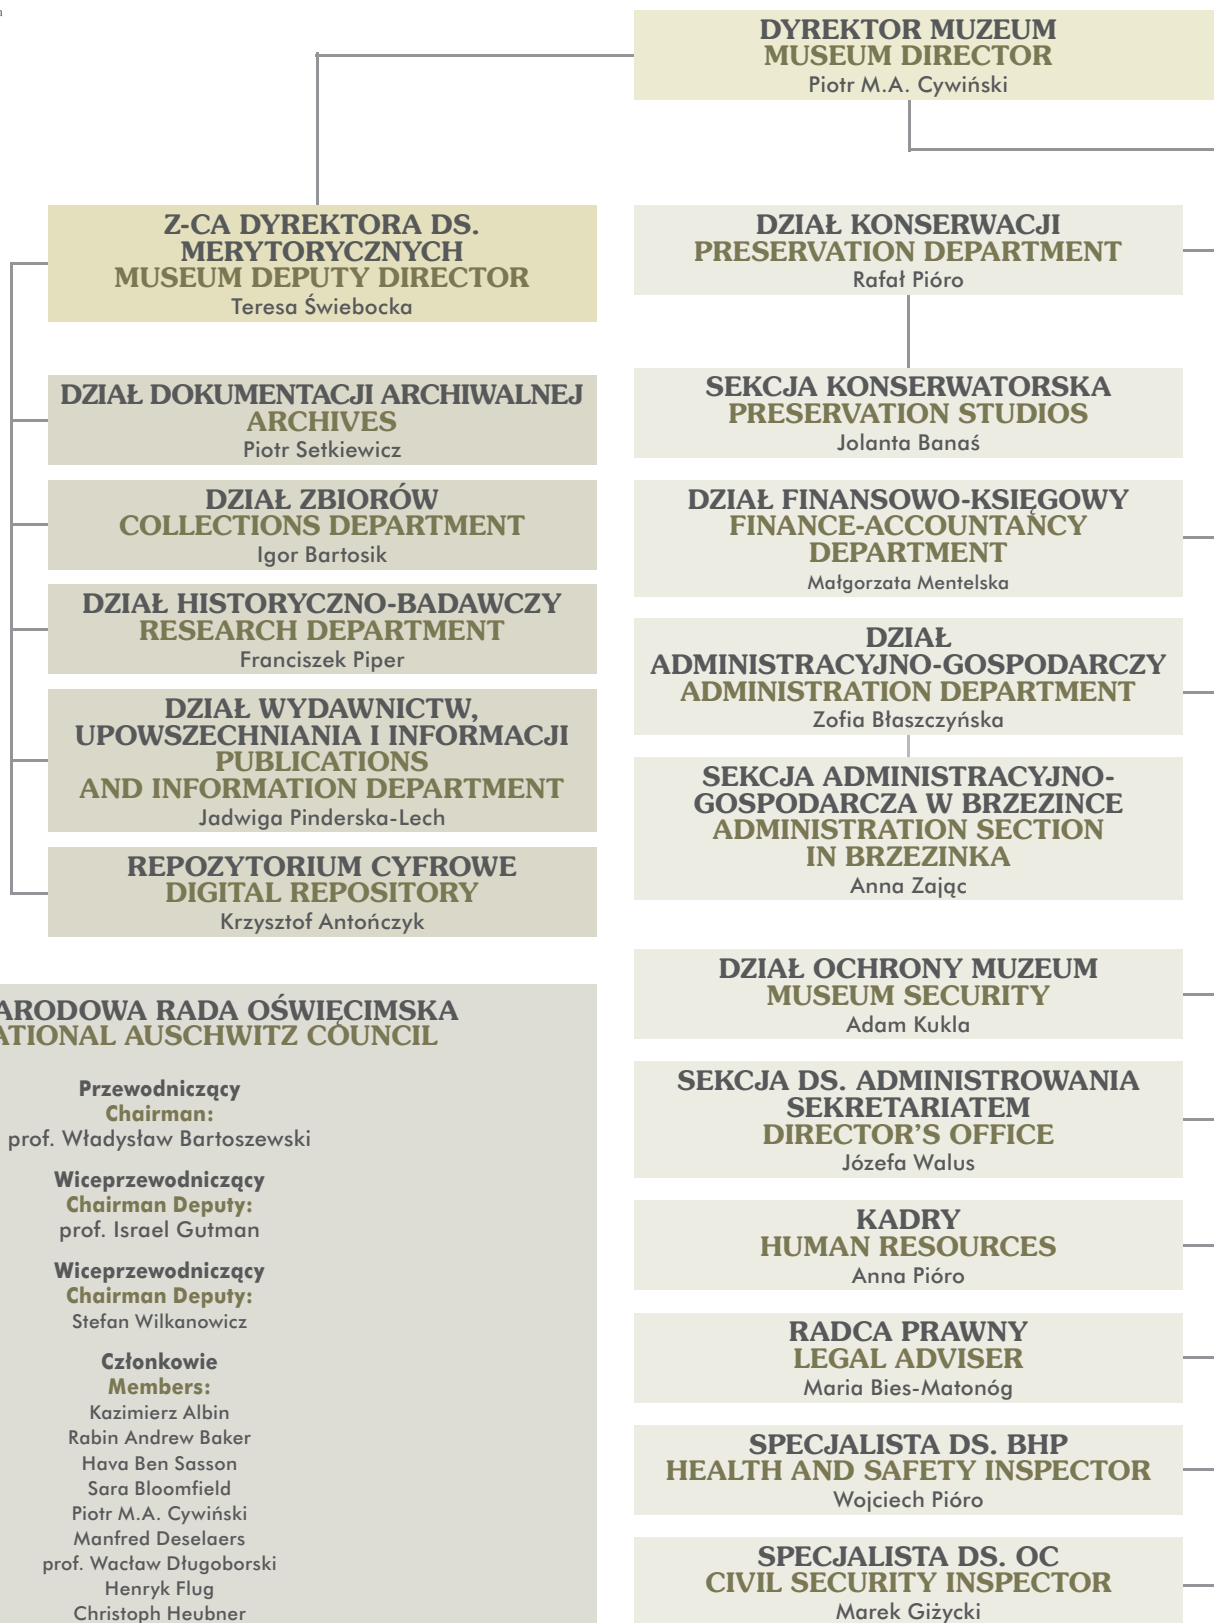 DYREKTOR MUZEUM
MUSEUM DIRECTOR
Piotr M.A. Cywiński
Z-CA DYREKTORA DS.
MERYTORYCZNYCH
MUSEUM DEPUTY DIRECTOR
Teresa Świebocka
DZIAŁ DOKUMENTACJI ARCHIWALNEJ
ARCHIVES
Piotr Setkiewicz
DZIAŁ ZBIORÓW
COLLECTIONS DEPARTMENT
Igor Bartosik
DZIAŁ HISTORYCZNO-BADAWCZY
RESEARCH DEPARTMENT
Franciszek Piper
DZIAŁ WYDAWNICTW,
UPOWSZECHNIANIA I INFORMACJI
PUBLICATIONS
AND INFORMATION DEPARTMENT
Jadwiga Pinderska-Lech
REPOZYTORIUM CYFROWE
DIGITAL REPOSITORY
Krzysztof Antończyk
DZIAŁ KONSERWACJI
PRESERVATION DEPARTMENT
Rafał Pióro
SEKCJA KONSERWATORSKA
PRESERVATION STUDIOS
Jolanta Banaś
DZIAŁ FINANSOWO-KSIĘGOWY
FINANCE-ACCOUNTANCY
DEPARTMENT
Małgorzata Mentelska
DZIAŁ
ADMINISTRACYJNO-GOSPODARCZY
ADMINISTRATION DEPARTMENT
Zofia Błaszczyńska
SEKCJA ADMINISTRACYJNO-
GOSPODARCZA W BRZEZINCE
ADMINISTRATION SECTION
IN BRZEZINKA
Anna Zając
DZIAŁ OCHRONY MUZEUM
MUSEUM SECURITY
Adam Kukla
SEKCJA DS. ADMINISTROWANIA
SEKRETARIATEM
DIRECTOR'S OFFICE
Józefa Walus
KADRY
HUMAN RESOURCES
Anna Pióro
RADCA PRAWNY
LEGAL ADVISER
Maria Bies-Matonóg
SPECJALISTA DS. BHP
HEALTH AND SAFETY INSPECTOR
Wojciech Pióro
SPECJALISTA DS. OC
CIVIL SECURITY INSPECTOR
Marek Giżycki
ARODOWA RADA OŚWIĘCIMSKA
ATIONAL AUSCHWITZ COUNCIL
Przewodniczący
Chairman:
prof. Władysław Bartoszewski
Wiceprzewodniczący
Chairman Deputy:
prof. Israel Gutman
Wiceprzewodniczący
Chairman Deputy:
Stefan Wilkanowicz
Członkowie
Members:
Kazimierz Albin
Rabin Andrew Baker
Hava Ben Sasson
Sara Bloomfield
Piotr M.A. Cywiński
Manfred Deselaers
prof. Wacław Długoborski
Henryk Flug
Christoph Heubner